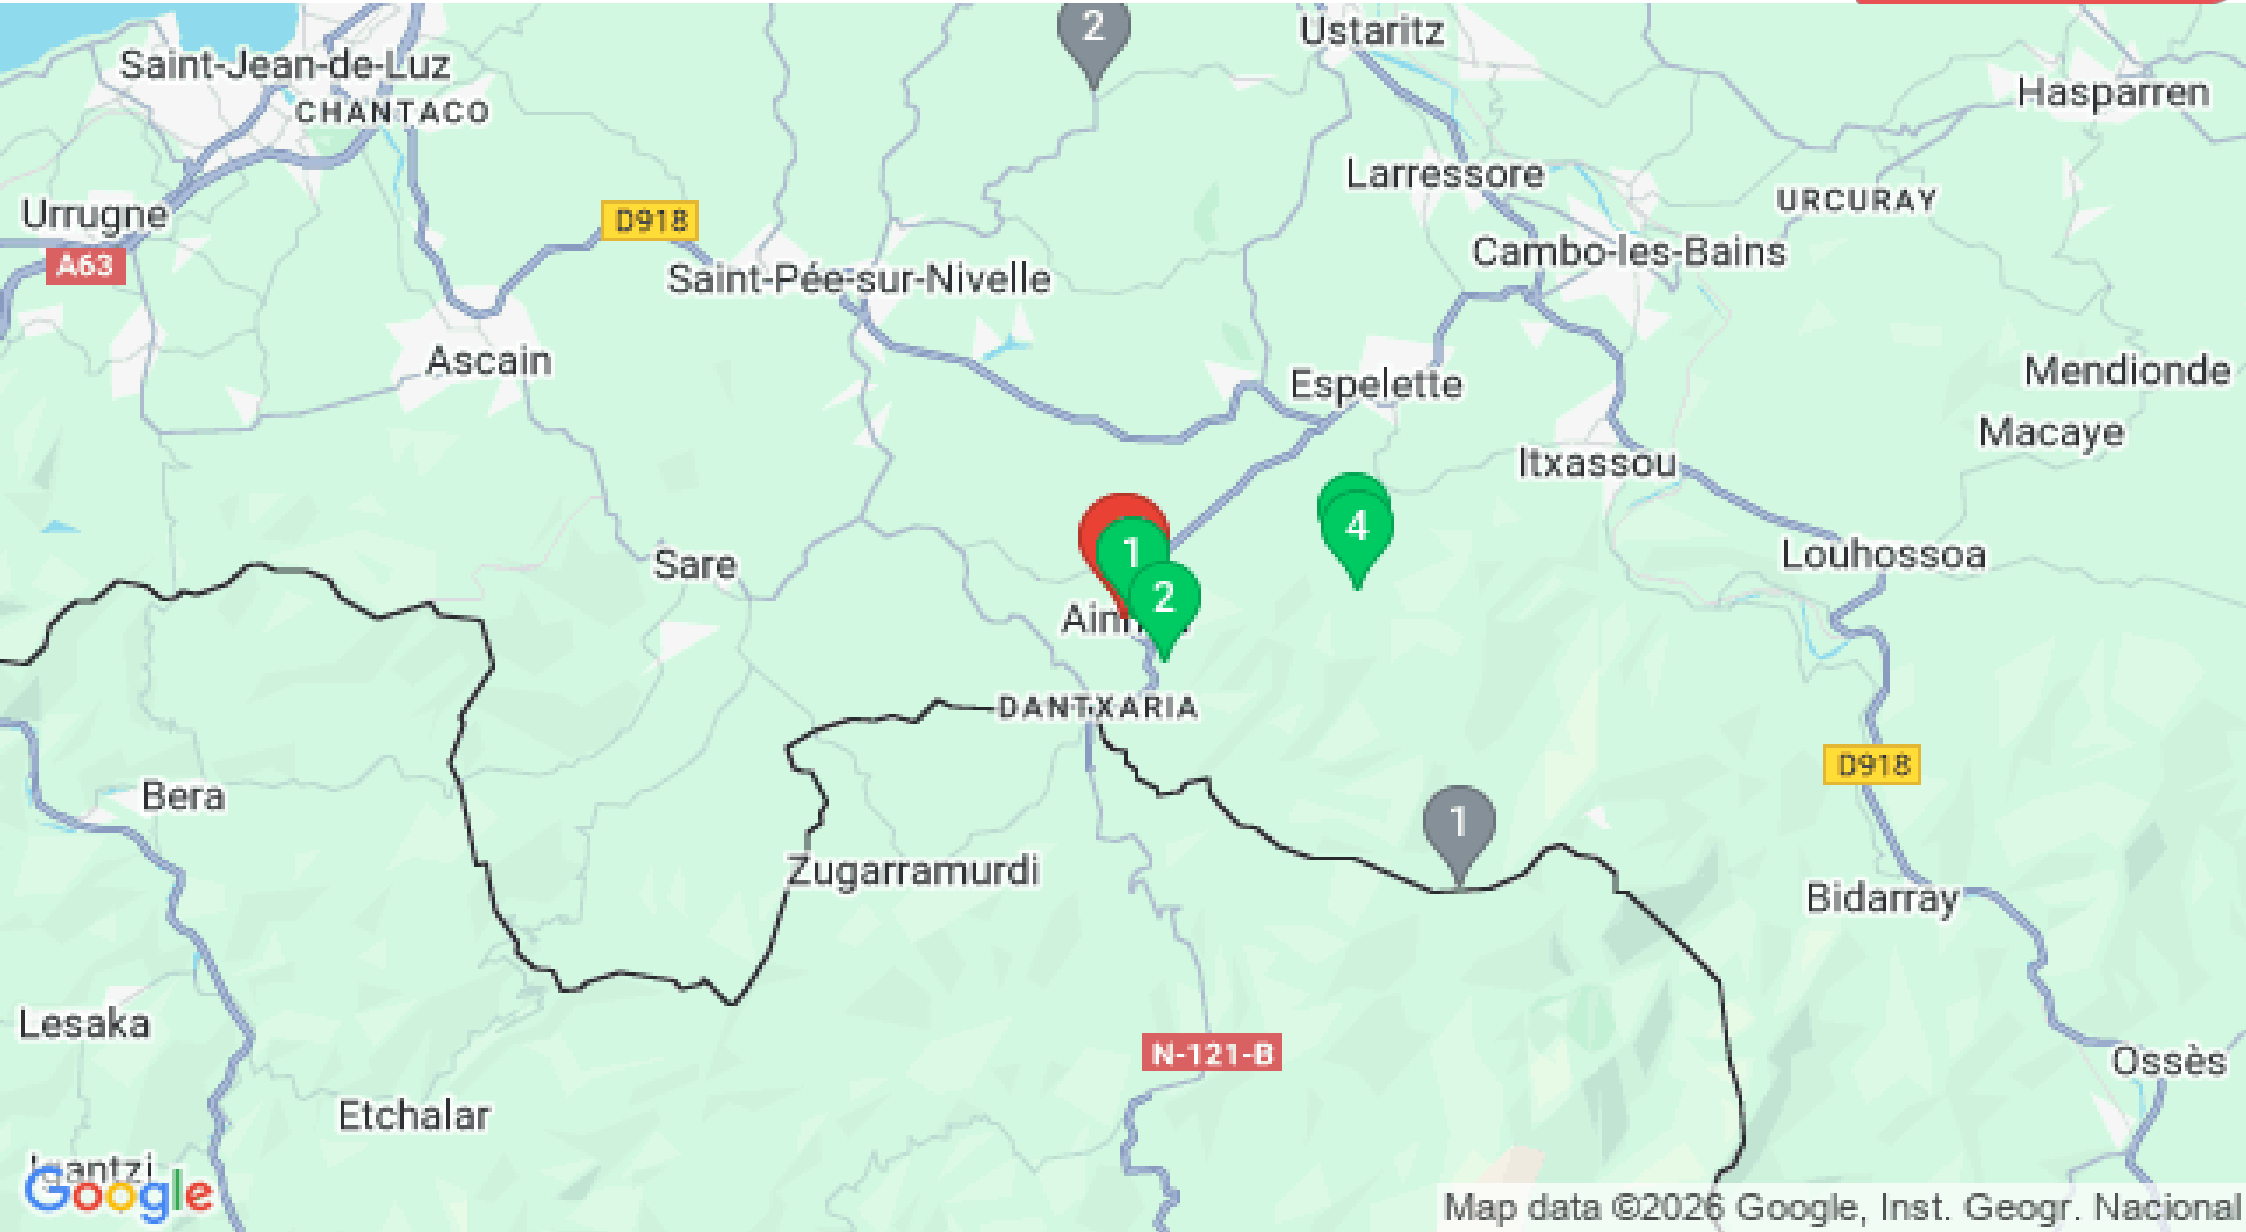 2
Ustaritz
Saint-Jean-de-Luz
CHANTACO
Hasparren
Larressore
URCURAY
Urrugne
D918
A63
Cambo-les-Bains
Saint-Pée-sur-Nivelle
Ascain
Espelette
Mendionde
Macaye
Itxassou
4
1
Louhossoa
Sare
2
DANTXARIA
D918
Bera
1
Zugarramurdi
Bidarray
Lesaka
N-121-B
Ossès
Etchalar
Google
Map data ©2026 Google, Inst. Geogr. Nacional